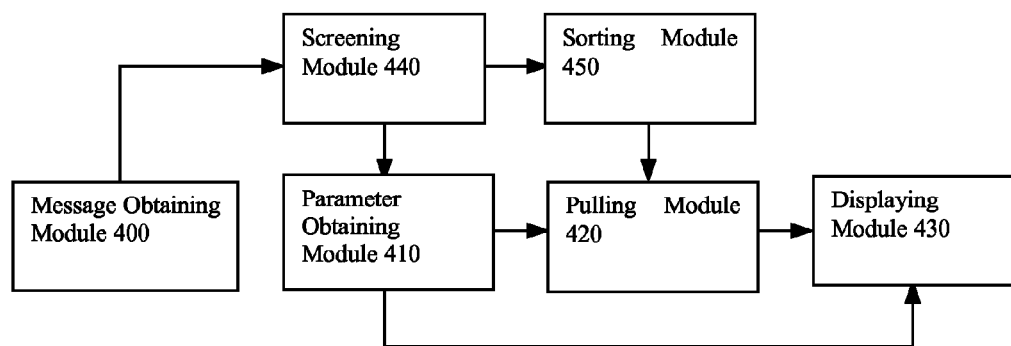 Screening
Module 440
Sorting Module
450
Message Obtaining
Module 400
Parameter
Obtaining
Module 410
Pulling Module
420
Displaying
Module 430